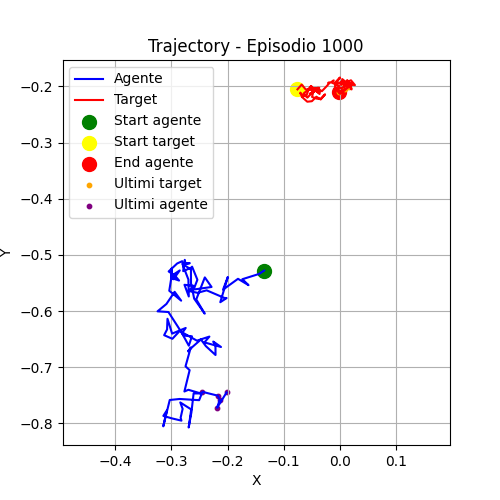 Trajectory - Episodio 1000
Agente
Target
Start agente
Start target
End agente
Ultimi target
Ultimi agente
−0.2
−0.3
−0.4
−0.5
−0.6
−0.7
−0.8
Y
−0.4
−0.3
−0.2
−0.1
0.0
0.1
X